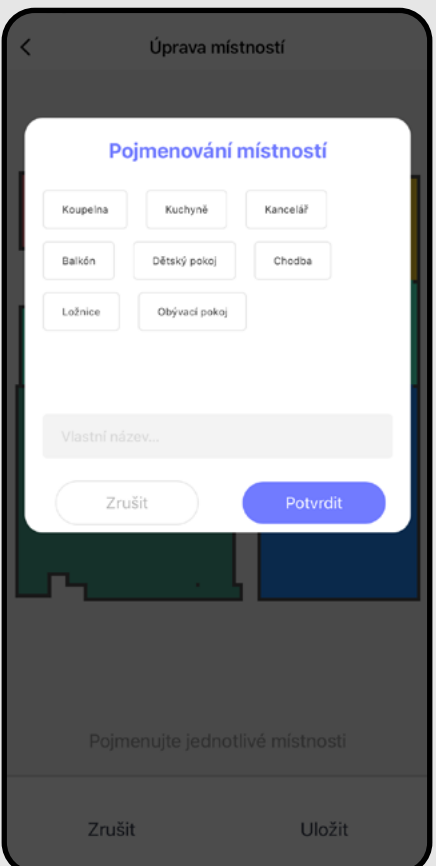 Úprava místností
Pojmenování místností
Koupelna Kuchyně Kancelář
Balkón Dětský pokoj Chodba
Ložnice Obývací pokoj
Vlastní název...
Zrušit Potvrdit
Pojmenujte jednotlivé místnosti
Zrušit Uložit